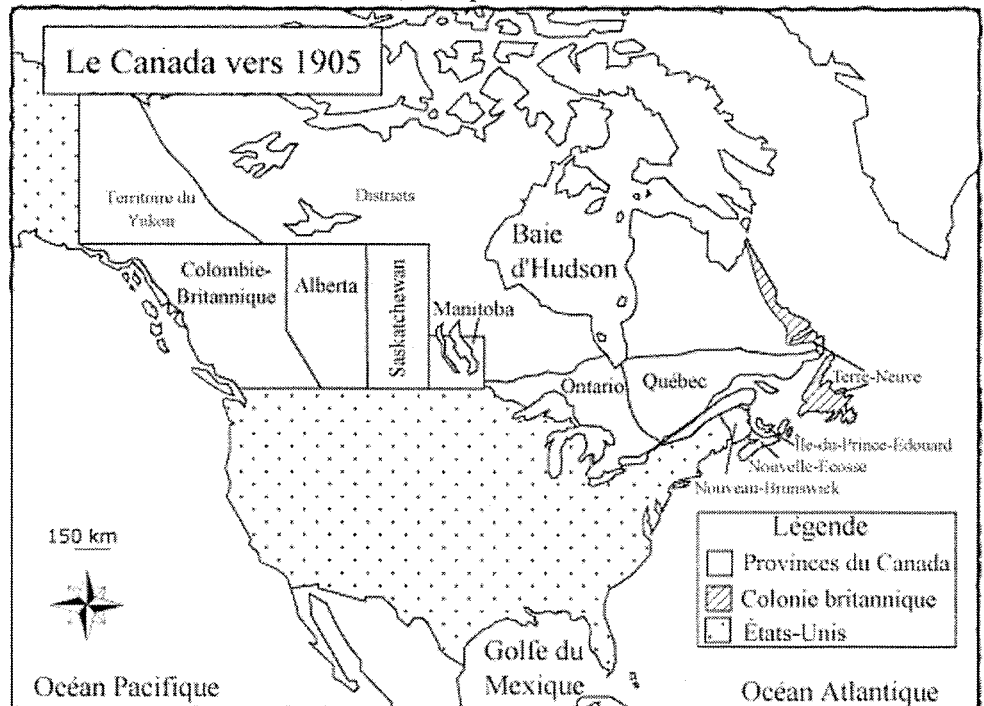 Le Canada vers 1905
Territoire du
Yukon
Districts
Baie
d'Hudson
Colombie-
Britannique
Alberta
Saskatchewan
Manitoba
Ontario
Québec
Terre-Neuve
Île-du-Prince-Edouard
Nouvelle-Ecosse
Nouveau-Brunswick
150 km
Légende
Provinces du Canada
Colonie britannique
États-Unis
Golfe du
Mexique
Océan Pacifique
Océan Atlantique